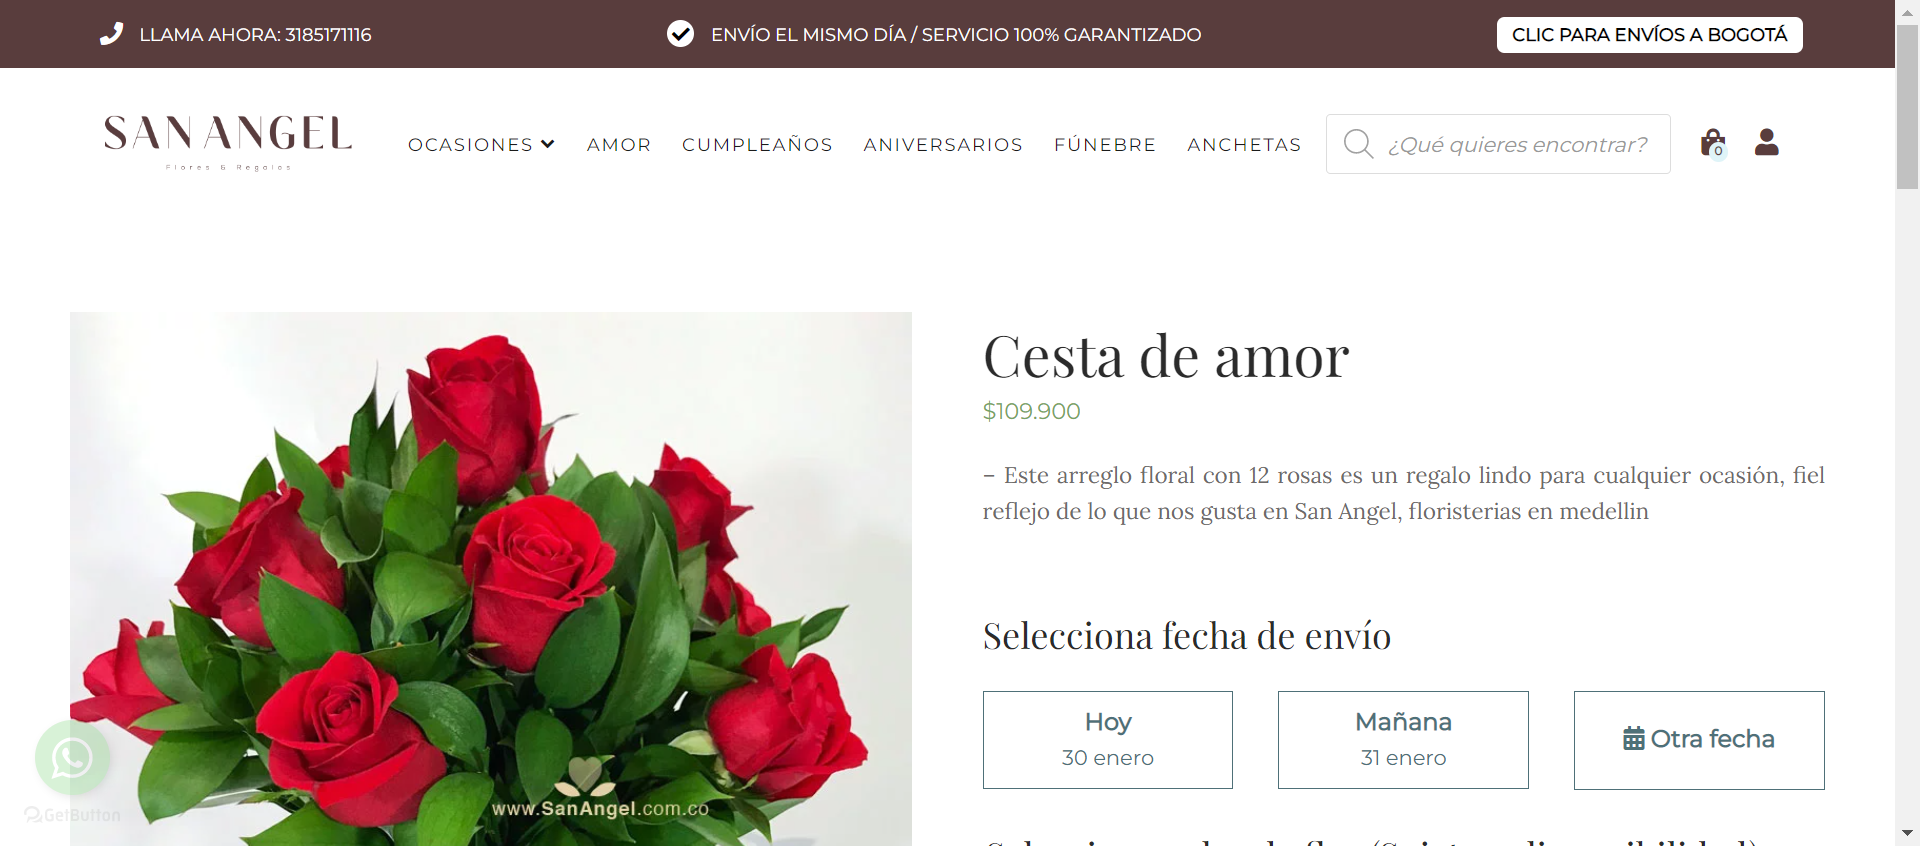 LLAMA AHORA: 3185171116
ENVÍO EL MISMO DÍA / SERVICIO 100% GARANTIZADO
CLIC PARA ENVÍOS A BOGOTÁ
SAN ANGEL
Flores & Regalos
OCASIONES
AMOR
CUMPLEAÑOS
ANIVERSARIOS
FÚNEBRE
ANCHETAS
¿Qué quieres encontrar?
0
Cesta de amor
$109.900
– Este arreglo floral con 12 rosas es un regalo lindo para cualquier ocasión, fiel
reflejo de lo que nos gusta en San Angel, floristerias en medellin
Selecciona fecha de envío
Hoy
30 enero
Mañana
31 enero
Otra fecha
www.SanAngel.com.co
GetButton